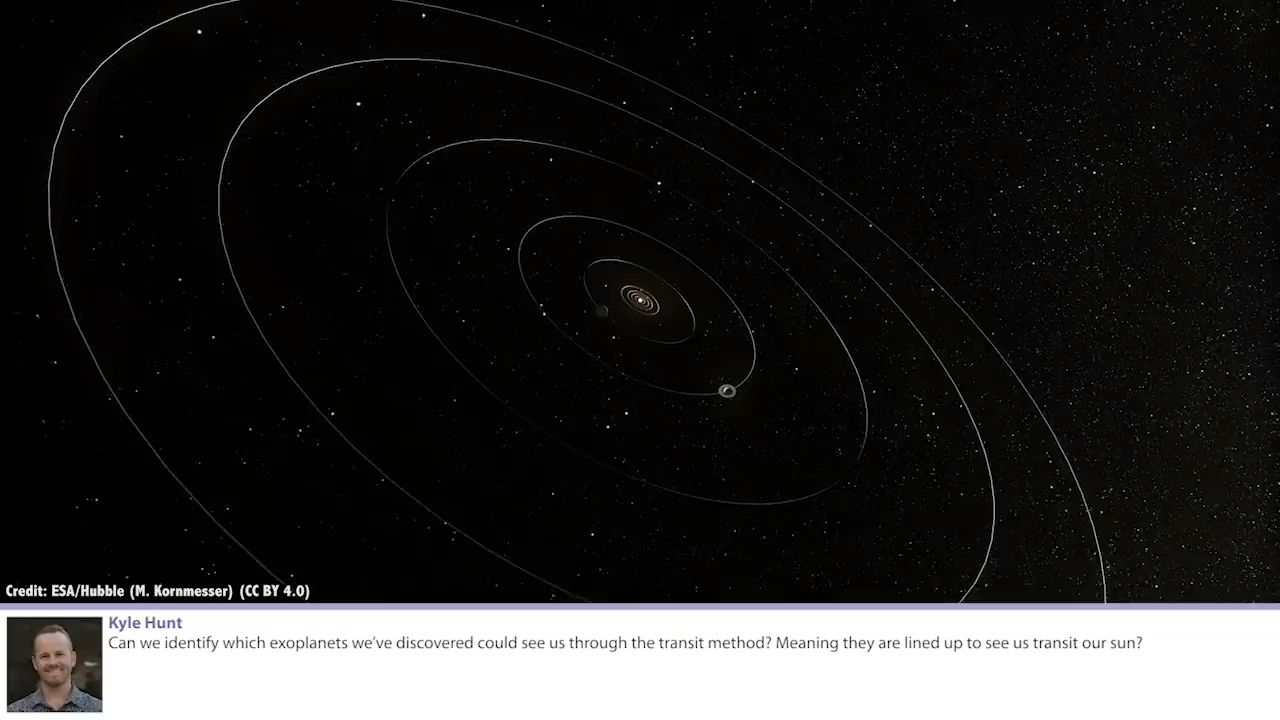 Credit: ESA/Hubble (M. Kornmesser) (CC BY 4.0)
Kyle Hunt
Can we identify which exoplanets we've discovered could see us through the transit method? Meaning they are lined up to see us transit our sun?